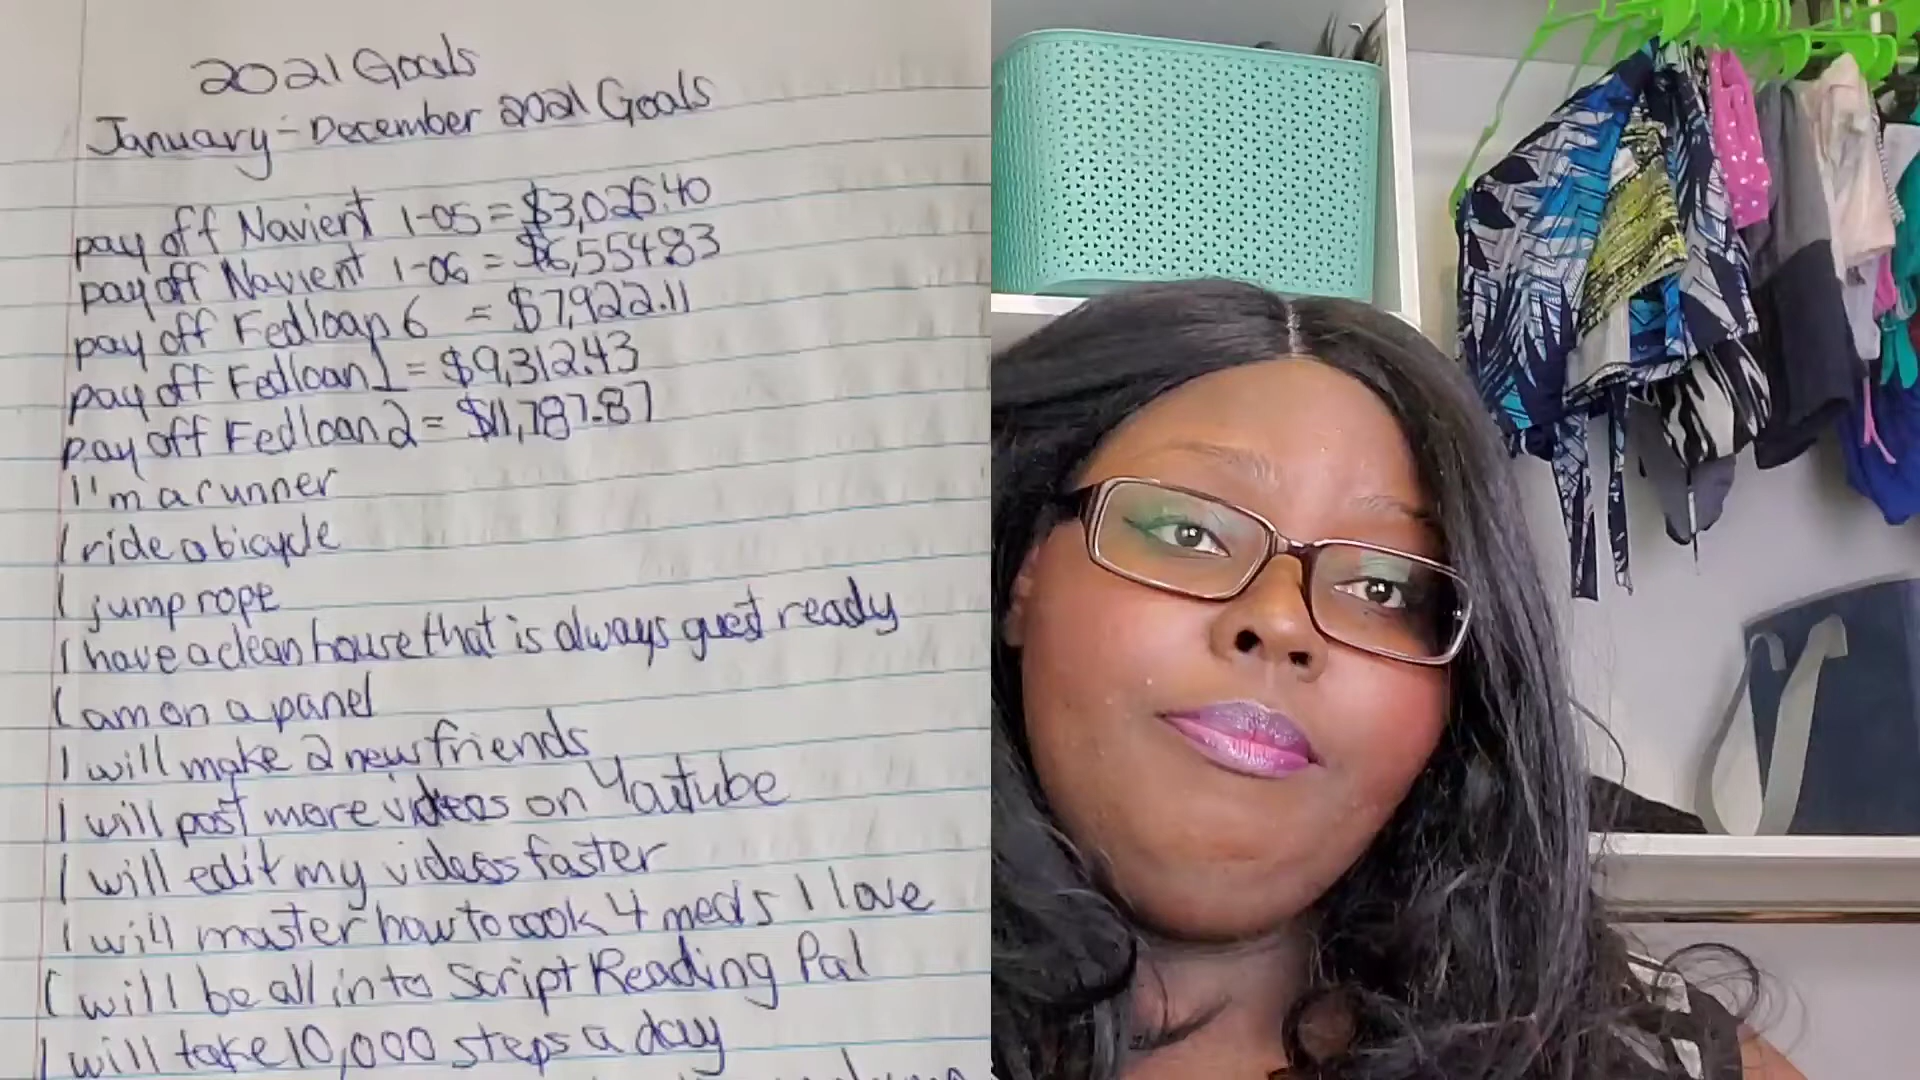 2021 Goals
January - December 2021 Goals
pay off Navient 1-05 = $3,026.40
pay off Navient 1-06 = $6,554.83
pay off Fedloan 6 = $7,922.11
pay off Fedloan 1 = $9,312.43
pay off Fedloan 2 = $11,787.87
I'm a runner
I ride a bicycle
I jump rope
I have a clean house that is always guest ready
I am on a panel
I will make 2 new friends
I will post more videos on Youtube
I will edit my videos faster
I will master how to cook 4 meals I love
I will be all in to Script Reading Pal
I will take 10,000 steps a day